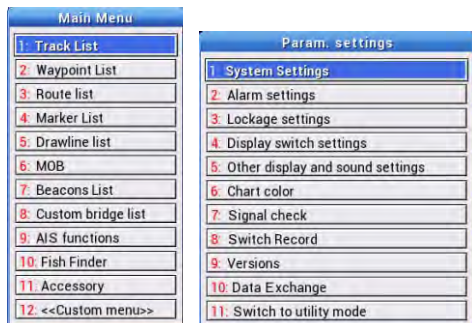 Main Menu
1: Track List
2: Waypoint List
3: Route list
4: Marker List
5: Drawline list
6: MOB
7: Beacons List
8: Custom bridge list
9: AIS functions
10: Fish Finder
11: Accessory
12: <<Custom menu>>
Param. settings
1: System Settings
2: Alarm settings
3: Lockage settings
4: Display switch settings
5: Other display and sound settings
6: Chart color
7: Signal check
8: Switch Record
9: Versions
10: Data Exchange
11: Switch to utility mode